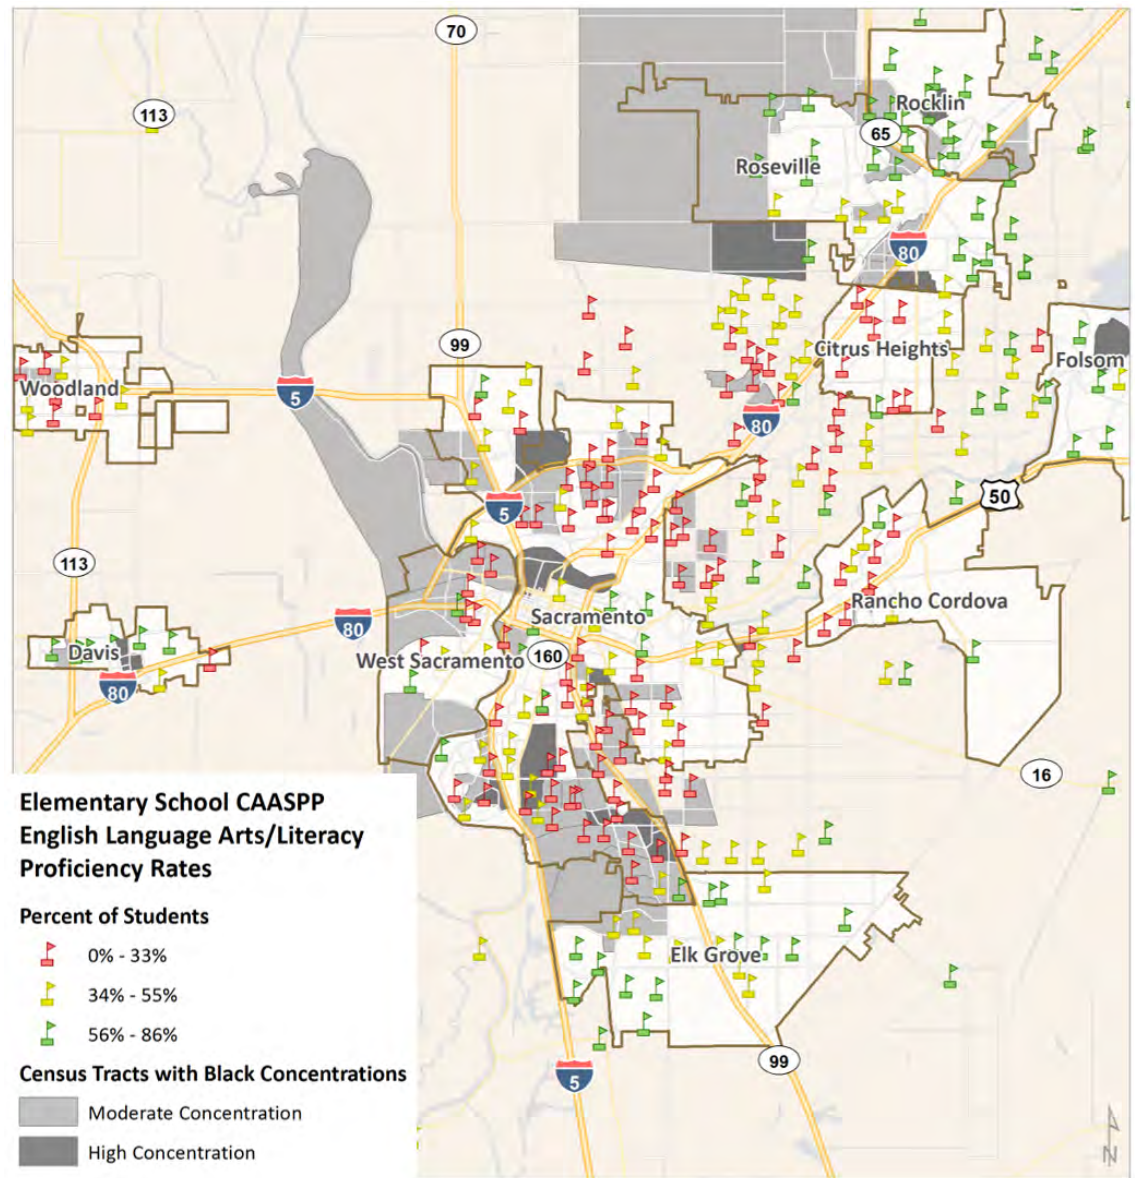 70
113
Rocklin
65
Roseville
80
99
Citrus Heights
Folsom
Woodland
5
80
5
50
113
Rancho Cordova
80
Sacramento
Davis
West Sacramento
160
80
16
Elementary School CAASPP
English Language Arts/Literacy
Proficiency Rates
Percent of Students
0% - 33%
34% - 55%
56% - 86%
Elk Grove
99
5
Census Tracts with Black Concentrations
Moderate Concentration
High Concentration
N